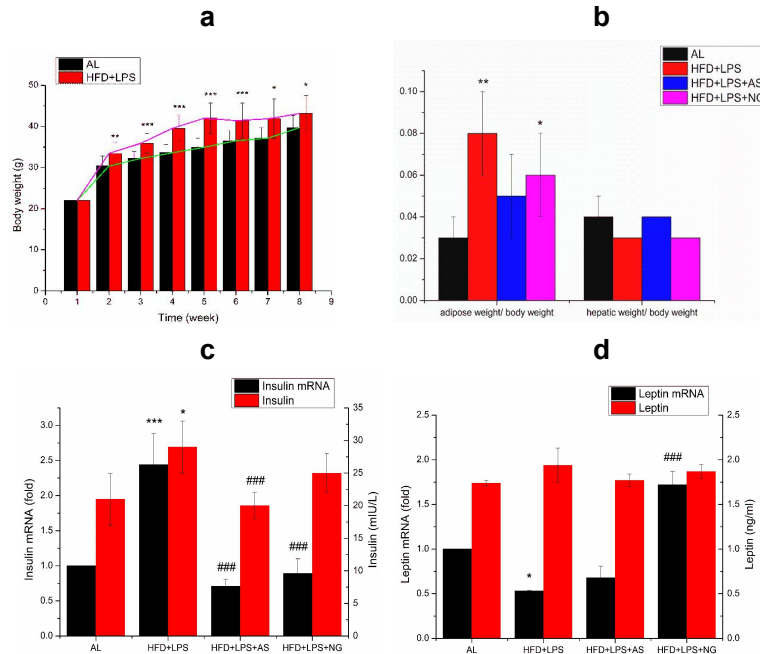 a
AL
HFD+LPS
50
40
30
20
10
0
Body weight (g)
** *** *** *** *** * *
0 1 2 3 4 5 6 7 8 9
Time (week)
b
AL
HFD+LPS
HFD+LPS+AS
HFD+LPS+NG
0.10
0.08
0.06
0.04
0.02
0.00
** *
adipose weight/ body weight hepatic weight/ body weight
c
Insulin mRNA
Insulin
3.0
2.5
2.0
1.5
1.0
0.5
0.0
Insulin mRNA (fold)
*** *
###
### ###
35
30
25
20
15
10
5
0
Insulin (mIU/L)
AL HFD+LPS HFD+LPS+AS HFD+LPS+NG
d
Leptin mRNA
Leptin
2.5
2.0
1.5
1.0
0.5
0.0
Leptin mRNA (fold)
###
*
2.5
2.0
1.5
1.0
0.5
0.0
Leptin (ng/ml)
AL HFD+LPS HFD+LPS+AS HFD+LPS+NG